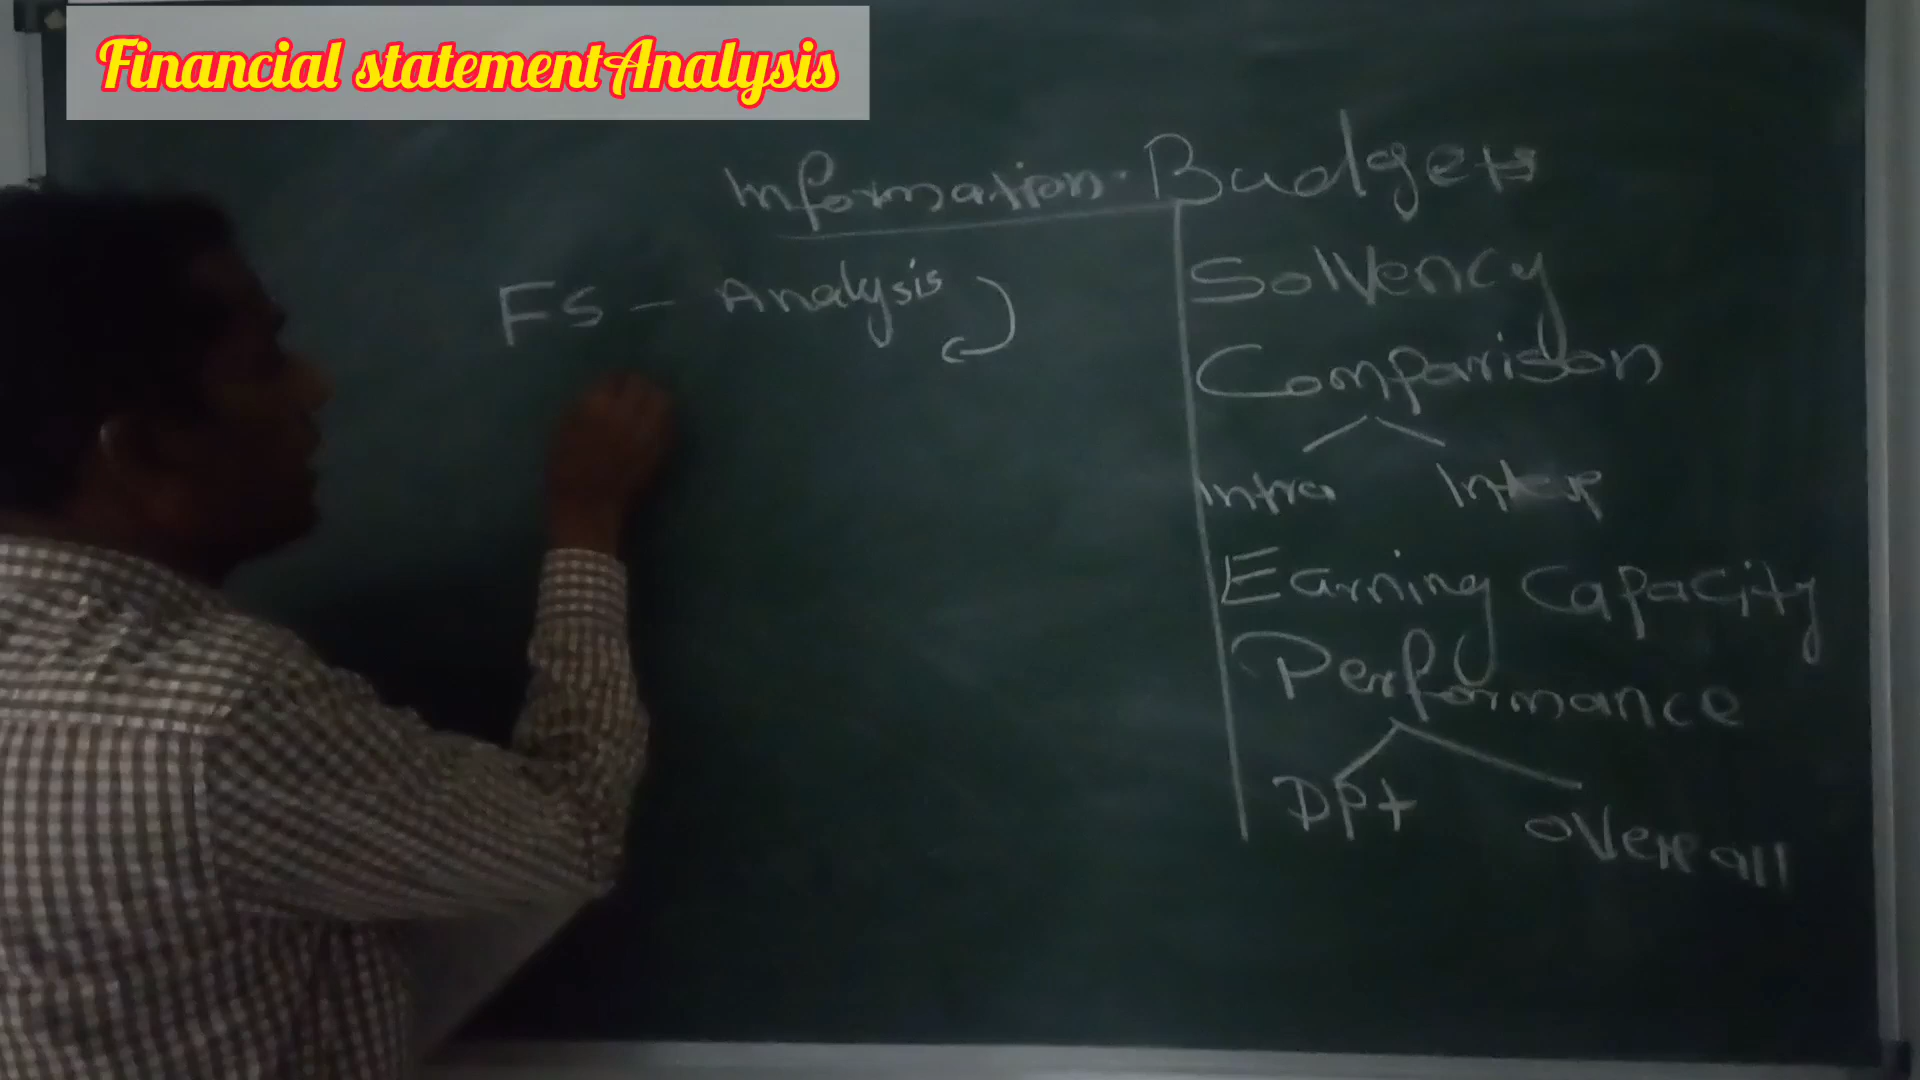 Financial statement Analysis
Information. Budgets
FS - Analysis
Solvency
Comparison
Intra Inter
Earning Capacity
Performance
DPt overall